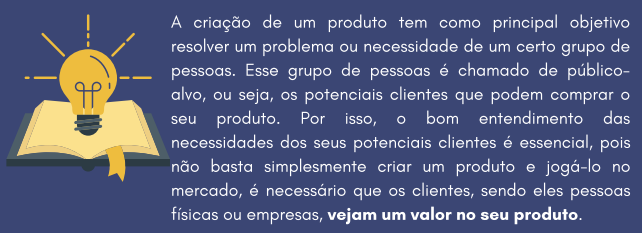 A criação de um produto tem como principal objetivo
resolver um problema ou necessidade de um certo grupo de
pessoas. Esse grupo de pessoas é chamado de público-
alvo, ou seja, os potenciais clientes que podem comprar o
seu produto. Por isso, o bom entendimento das
necessidades dos seus potenciais clientes é essencial, pois
não basta simplesmente criar um produto e jogá-lo no
mercado, é necessário que os clientes, sendo eles pessoas
físicas ou empresas, vejam um valor no seu produto.